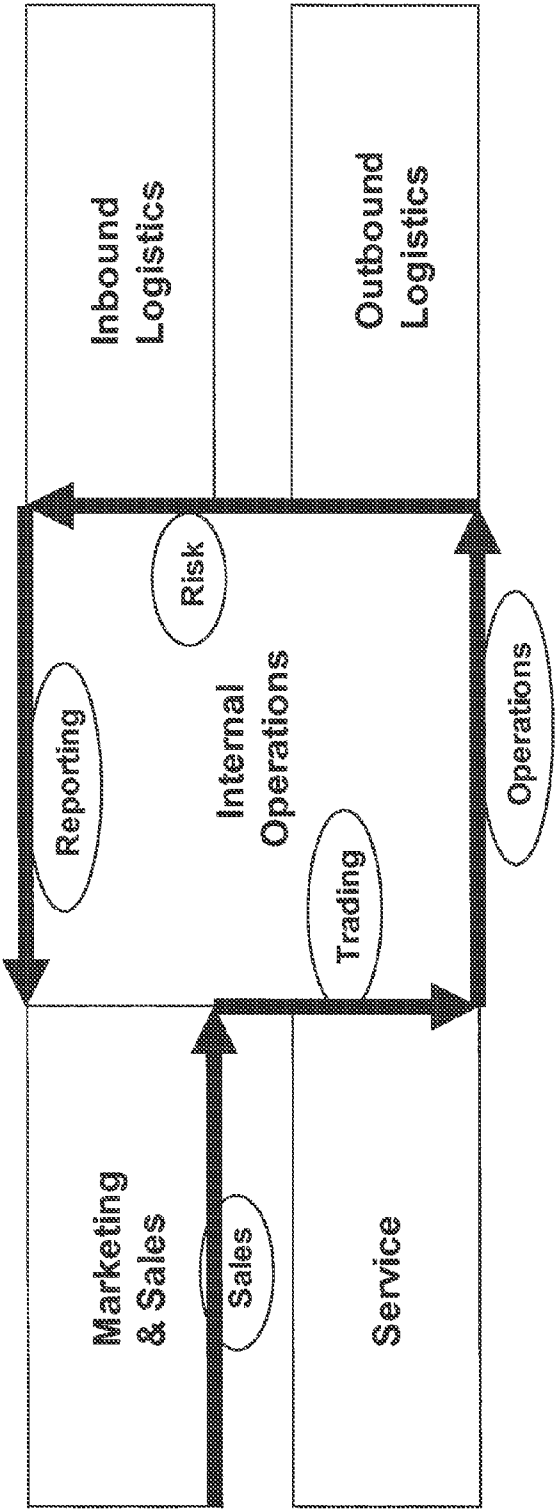 Marketing
& Sales
Sales
Service
Reporting
Internal
Operations
Trading
Risk
Operations
Inbound
Logistics
Outbound
Logistics